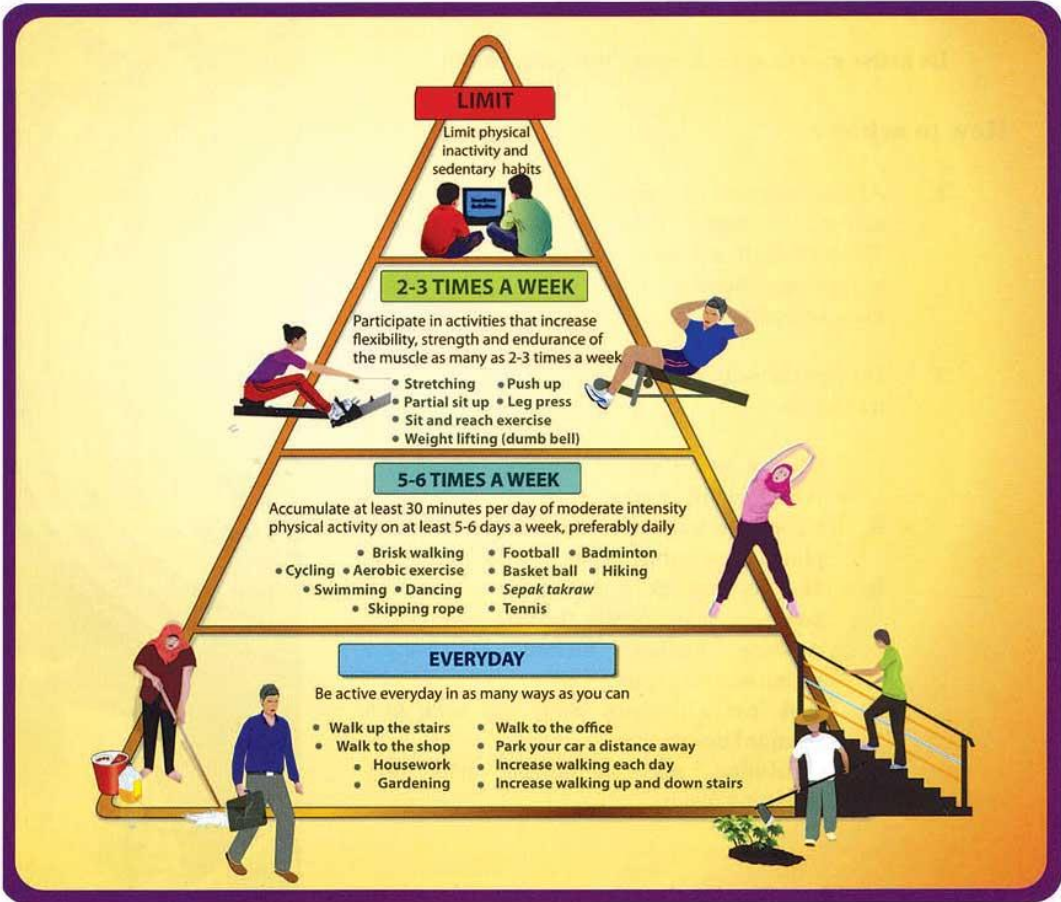 LIMIT
Limit physical
inactivity and
sedentary habits
2-3 TIMES A WEEK
Participate in activities that increase
flexibility, strength and endurance of
the muscle as many as 2-3 times a week
• Stretching • Push up
• Partial sit up • Leg press
• Sit and reach exercise
• Weight lifting (dumb bell)
5-6 TIMES A WEEK
Accumulate at least 30 minutes per day of moderate intensity
physical activity on at least 5-6 days a week, preferably daily
• Brisk walking • Football • Badminton
• Cycling • Aerobic exercise • Basket ball • Hiking
• Swimming • Dancing • Sepak takraw
• Skipping rope • Tennis
EVERYDAY
Be active everyday in as many ways as you can
• Walk up the stairs • Walk to the office
• Walk to the shop • Park your car a distance away
• Housework • Increase walking each day
• Gardening • Increase walking up and down stairs